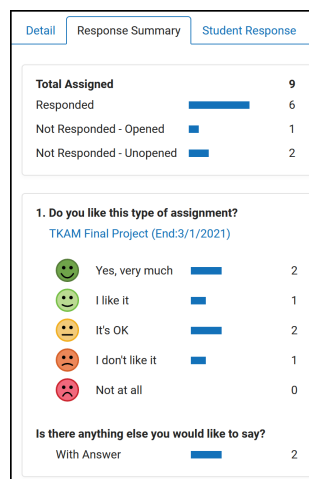 Detail Response Summary Student Response
Total Assigned 9
Responded 6
Not Responded - Opened 1
Not Responded - Unopened 2
1. Do you like this type of assignment?
TKAM Final Project (End:3/1/2021)
Yes, very much 2
I like it 1
It's OK 2
I don't like it 1
Not at all 0
Is there anything else you would like to say?
With Answer 2